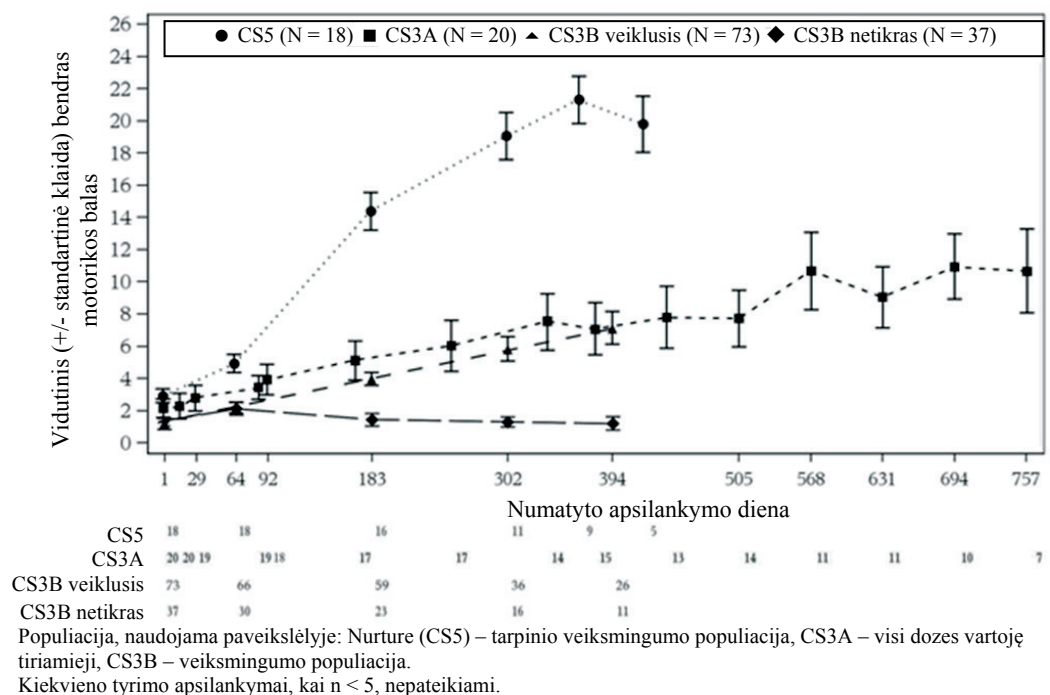 ● CS5 (N = 18) ■ CS3A (N = 20) ▲ CS3B veiklusis (N = 73) ◆ CS3B netikras (N = 37)
Vidutinis (+/- standartinė klaida) bendras
motorikos balas
26
24
22
20
18
16
14
12
10
8
6
4
2
0
1 29 64 92 183 302 394 505 568 631 694 757
Numatyto apsilankymo diena
CS5 18 18 16 11 9 5
CS3A 20 20 19 19 18 17 17 14 15 13 14 11 11 10 7
CS3B veiklusis 73 66 59 36 26
CS3B netikras 37 30 23 16 11
Populiacija, naudojama paveikslėlyje: Nurture (CS5) – tarpinio veiksmingumo populiacija, CS3A – visi dozes vartoję
tiriamieji, CS3B – veiksmingumo populiacija.
Kiekvieno tyrimo apsilankymai, kai n < 5, nepateikiami.